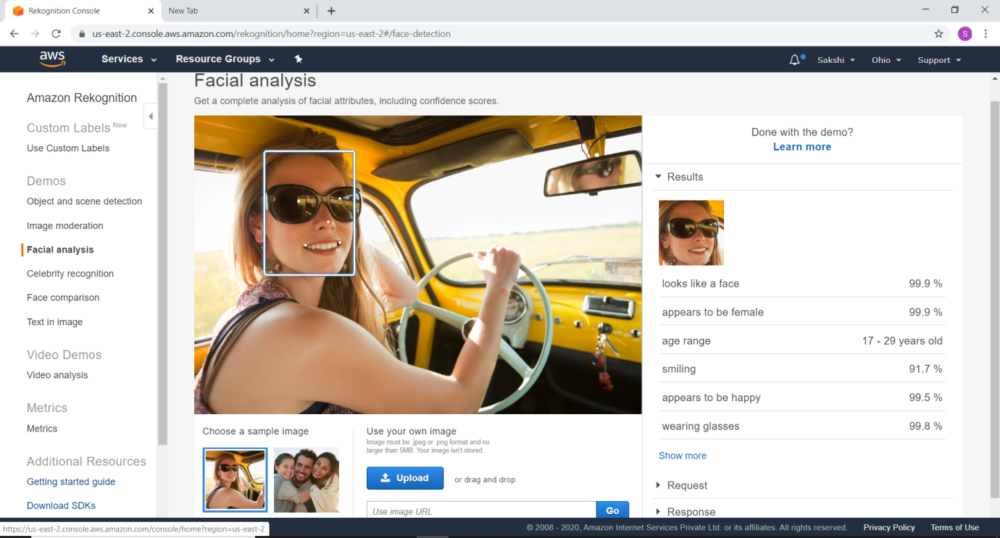 Rekognition Console
New Tab
us-east-2.console.aws.amazon.com/rekognition/home?region=us-east-2#/face-detection
S
aws
Services
Resource Groups
Sakshi
Ohio
Support
Amazon Rekognition
Custom Labels New
Use Custom Labels
Demos
Object and scene detection
Image moderation
Facial analysis
Celebrity recognition
Face comparison
Text in image
Video Demos
Video analysis
Metrics
Metrics
Additional Resources
Getting started guide
Download SDKs
Facial analysis
Get a complete analysis of facial attributes, including confidence scores.
Choose a sample image
Use your own image
Image must be .jpeg or .png format and no
larger than 5MB. Your image isn't stored.
Upload
or drag and drop
Use image URL
Go
Done with the demo?
Learn more
Results
looks like a face 99.9 %
appears to be female 99.9 %
age range 17 - 29 years old
smiling 91.7 %
appears to be happy 99.5 %
wearing glasses 99.8 %
Show more
Request
Response
https://us-east-2.console.aws.amazon.com/console/home?region=us-east-2
© 2008 - 2020, Amazon Internet Services Private Ltd. or its affiliates. All rights reserved.
Privacy Policy
Terms of Use